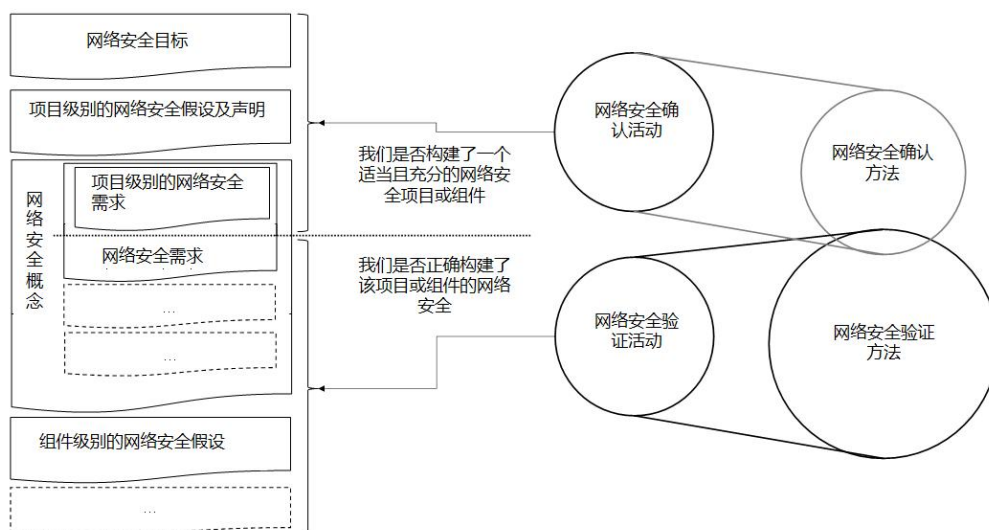 网络安全目标
项目级别的网络安全假设及声明
网
络
安
全
概
念
项目级别的网络安全
需求
网络安全需求
...
...
组件级别的网络安全假设
...
我们是否构建了一个
适当且充分的网络安
全项目或组件
我们是否正确构建了
该项目或组件的网络
安全
网络安全确
认活动
网络安全确认
方法
网络安全验
证活动
网络安全验证
方法